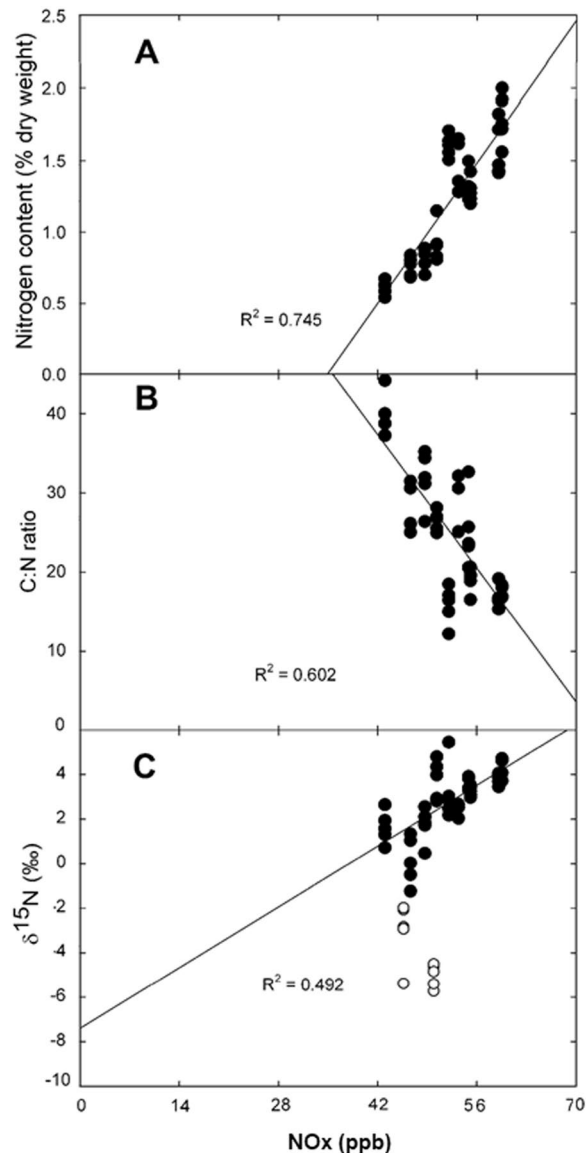 A
Nitrogen content (% dry weight)
2.5
2.0
1.5
1.0
0.5
0.0
R² = 0.745
B
C:N ratio
40
30
20
10
0
R² = 0.602
C
δ¹⁵N (‰)
4
2
0
-2
-4
-6
-8
-10
R² = 0.492
0 14 28 42 56 70
NOx (ppb)